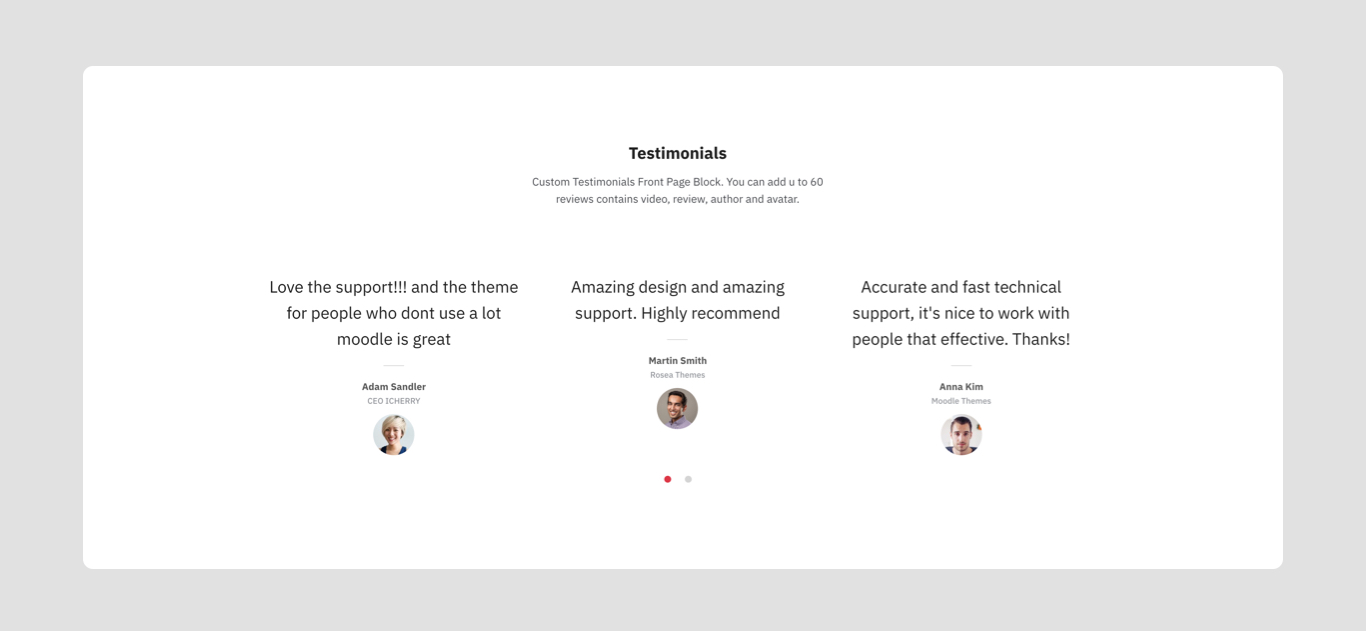 Testimonials
Custom Testimonials Front Page Block. You can add u to 60
reviews contains video, review, author and avatar.
Love the support!!! and the theme
for people who dont use a lot
moodle is great
Adam Sandler
CEO ICHERRY
Amazing design and amazing
support. Highly recommend
Martin Smith
Rosea Themes
Accurate and fast technical
support, it's nice to work with
people that effective. Thanks!
Anna Kim
Moodle Themes